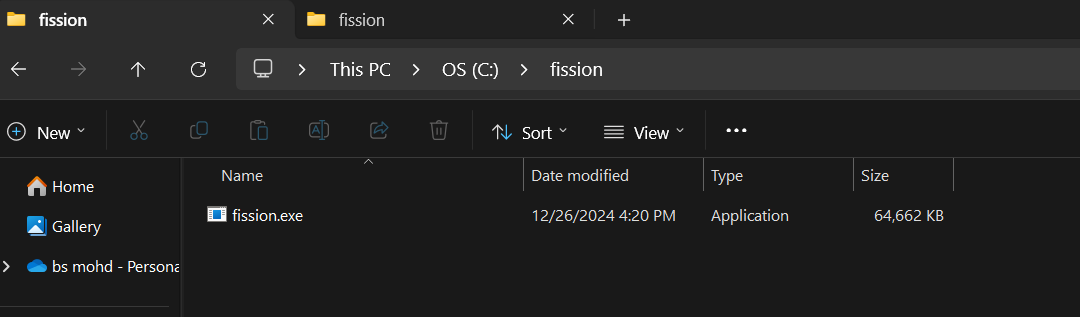 fission fission
This PC OS (C:) fission
New Sort View
Name Date modified Type Size
Home
fission.exe 12/26/2024 4:20 PM Application 64,662 KB
Gallery
bs mohd - Persona